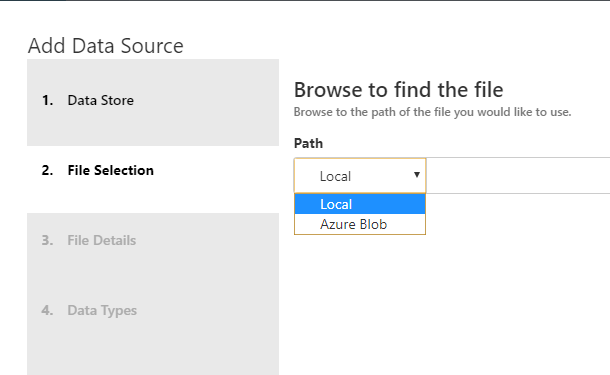 Add Data Source
1. Data Store
2. File Selection
3. File Details
4. Data Types
Browse to find the file
Browse to the path of the file you would like to use.
Path
Local
Local
Azure Blob